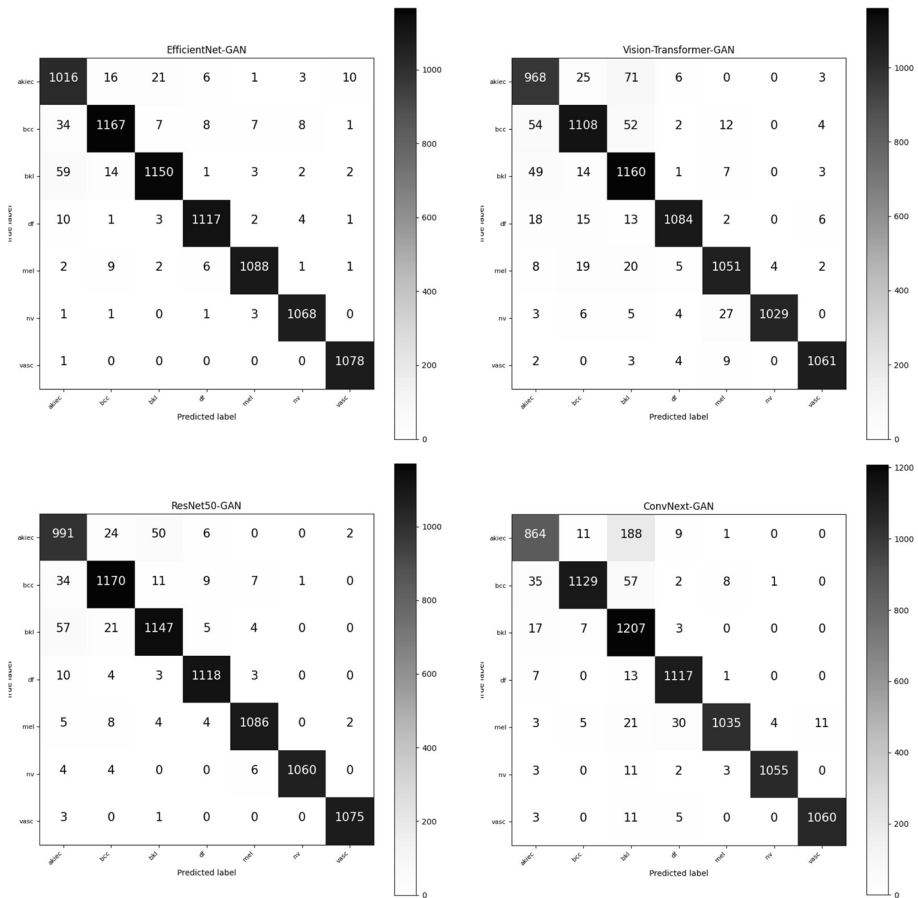 EfficientNet-GAN
akiec 1016 16 21 6 1 3 10
bcc 34 1167 7 8 7 8 1
bkl 59 14 1150 1 3 2 2
df 10 1 3 1117 2 4 1
mel 2 9 2 6 1088 1 1
nv 1 1 0 1 3 1068 0
vasc 1 0 0 0 0 0 1078
akiec bcc bkl df mel nv vasc
Predicted label
1000
800
600
400
200
0
Vision-Transformer-GAN
akiec 968 25 71 6 0 0 3
bcc 54 1108 52 2 12 0 4
bkl 49 14 1160 1 7 0 3
df 18 15 13 1084 2 0 6
mel 8 19 20 5 1051 4 2
nv 3 6 5 4 27 1029 0
vasc 2 0 3 4 9 0 1061
akiec bcc bkl df mel nv vasc
Predicted label
1000
800
600
400
200
0
ResNet50-GAN
akiec 991 24 50 6 0 0 2
bcc 34 1170 11 9 7 1 0
bkl 57 21 1147 5 4 0 0
df 10 4 3 1118 3 0 0
mel 5 8 4 4 1086 0 2
nv 4 4 0 0 6 1060 0
vasc 3 0 1 0 0 0 1075
akiec bcc bkl df mel nv vasc
Predicted label
1000
800
600
400
200
0
ConvNext-GAN
akiec 864 11 188 9 1 0 0
bcc 35 1129 57 2 8 1 0
bkl 17 7 1207 3 0 0 0
df 7 0 13 1117 1 0 0
mel 3 5 21 30 1035 4 11
nv 3 0 11 2 3 1055 0
vasc 3 0 11 5 0 0 1060
akiec bcc bkl df mel nv vasc
Predicted label
1200
1000
800
600
400
200
0